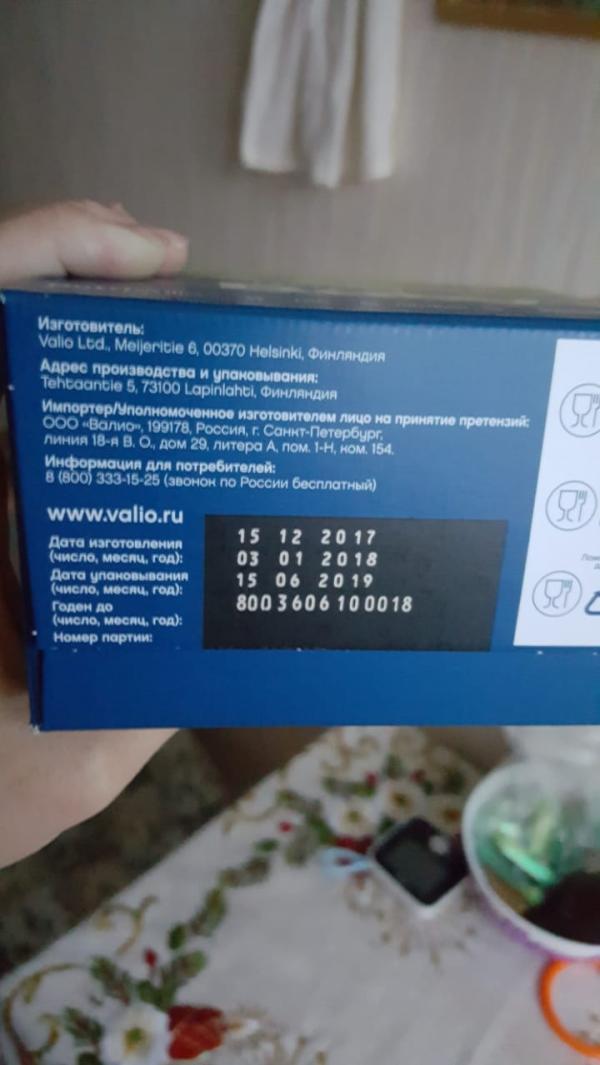 Изготовитель:
Valio Ltd., Meijeritie 6, 00370 Helsinki, Финляндия
Адрес производства и упаковывания:
Tehtaantie 5, 73100 Lapinlahti, Финляндия
Импортер/Уполномоченное изготовителем лицо на принятие претензий:
ООО «Валио», 199178, Россия, г. Санкт-Петербург,
линия 18-я В. О., дом 29, литера А, пом. 1-Н, ком. 154.
Информация для потребителей:
8 (800) 333-15-25 (звонок по России бесплатный)
www.valio.ru
Дата изготовления
(число, месяц, год):
Дата упаковывания
(число, месяц, год):
Годен до
(число, месяц, год):
Номер партии:
15 12 2017
03 01 2018
15 06 2019
8003606100018